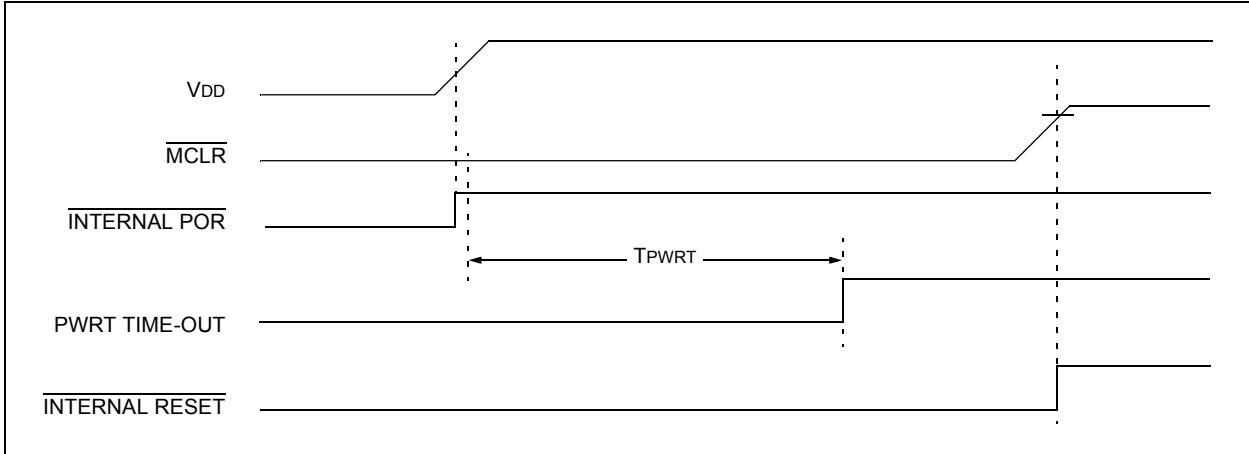 VDD
MCLR
INTERNAL POR
TPWRT
PWRT TIME-OUT
INTERNAL RESET